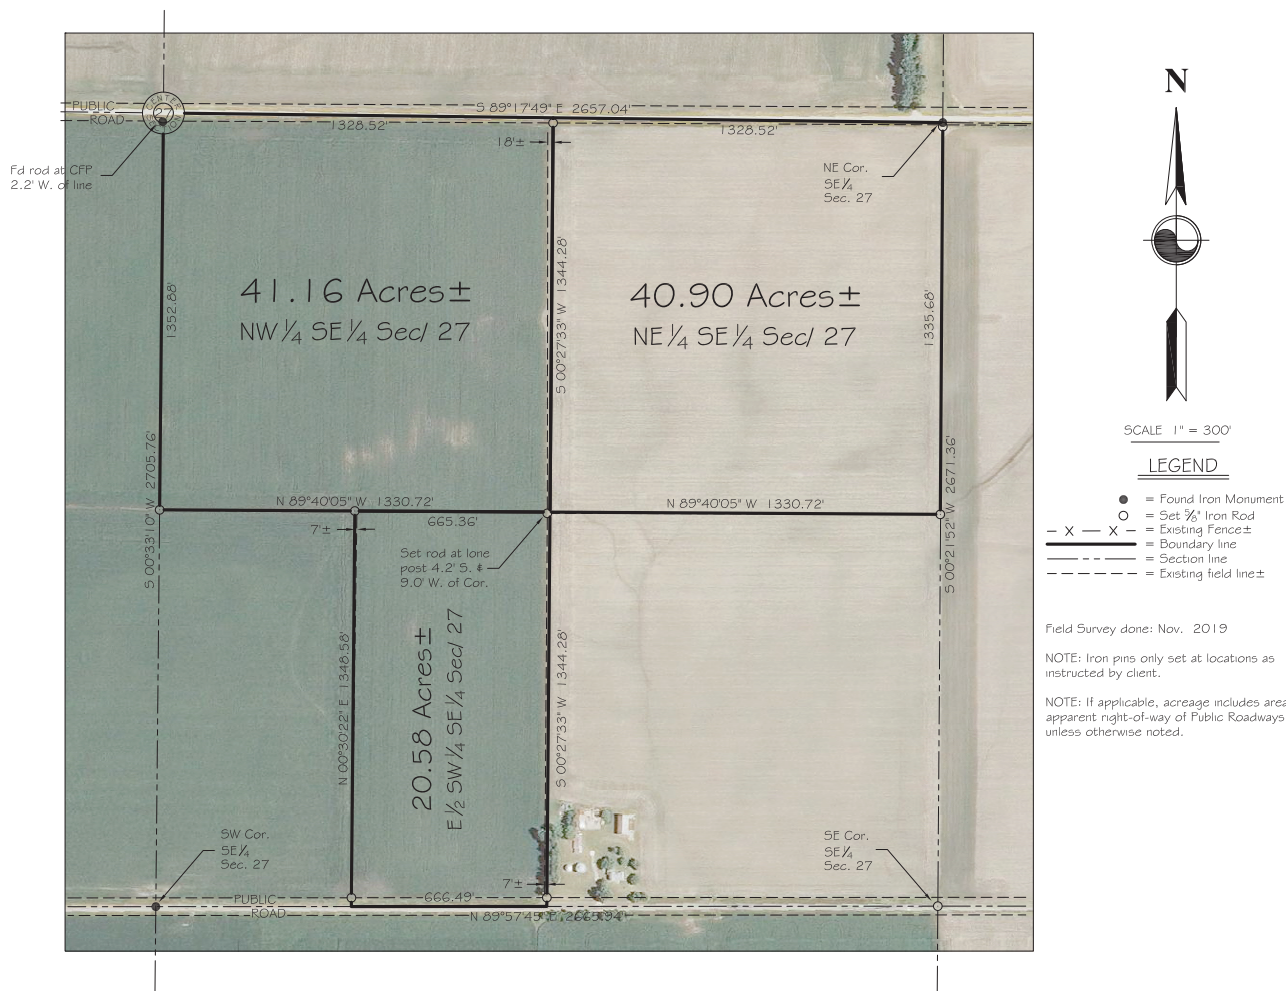 S 89°17'49" E 2657.04'
PUBLIC
ROAD
CENTER
27
SECTION
1328.52'
1328.52'
18'±
Fd rod at CFP
2.2' W. of line
NE Cor.
SE¼
Sec. 27
N
41.16 Acres±
NW¼ SE¼ Sec/ 27
40.90 Acres±
NE¼ SE¼ Sec/ 27
1352.88'
S 00°27'33" W 1344.28'
1335.68'
S 00°33'10" W 2705.76'
S 00°21'52" W 2671.36'
N 89°40'05" W 1330.72'
N 89°40'05" W 1330.72'
665.36'
7'±
Set rod at lone
post 4.2' S. &
9.0' W. of Cor.
N 00°30'22" E 1348.58'
20.58 Acres±
E½ SW¼ SE¼ Sec/ 27
S 00°27'33" W 1344.28'
SW Cor.
SE¼
Sec. 27
SE Cor.
SE¼
Sec. 27
7'±
PUBLIC
ROAD
666.49'
N 89°57'45" E 2665.94'
SCALE 1" = 300'
LEGEND
= Found Iron Monument
= Set ⅝" Iron Rod
X X = Existing Fence±
= Boundary line
= Section line
= Existing field line±
Field Survey done: Nov. 2019
NOTE: Iron pins only set at locations as
instructed by client.
NOTE: If applicable, acreage includes area
apparent right-of-way of Public Roadways
unless otherwise noted.